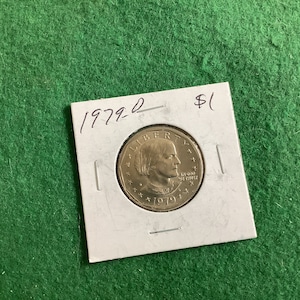 1979-D $1
LIBERTY
IN GOD
WE TRUST
1979